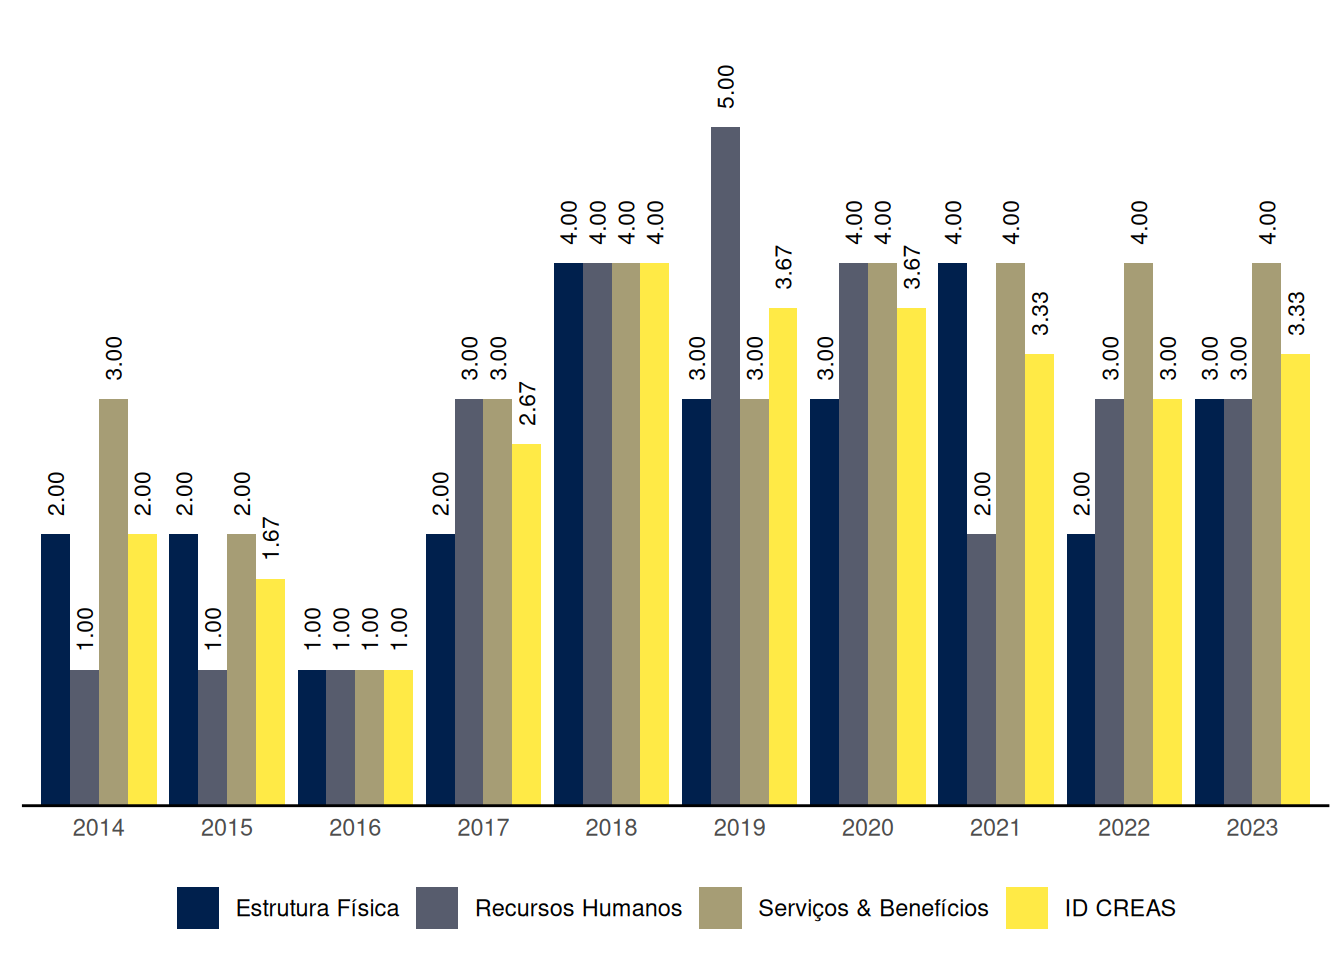 5.00
4.00 4.00 4.00 4.00 4.00 4.00 4.00 4.00 4.00 4.00
3.67 3.67
3.33 3.33
3.00 3.00 3.00 3.00 3.00 3.00 3.00 3.00 3.00 3.00
2.67
2.00 2.00 2.00 2.00 2.00 2.00 2.00
1.67
1.00 1.00 1.00 1.00 1.00 1.00
2014 2015 2016 2017 2018 2019 2020 2021 2022 2023
Estrutura Física Recursos Humanos Serviços & Benefícios ID CREAS